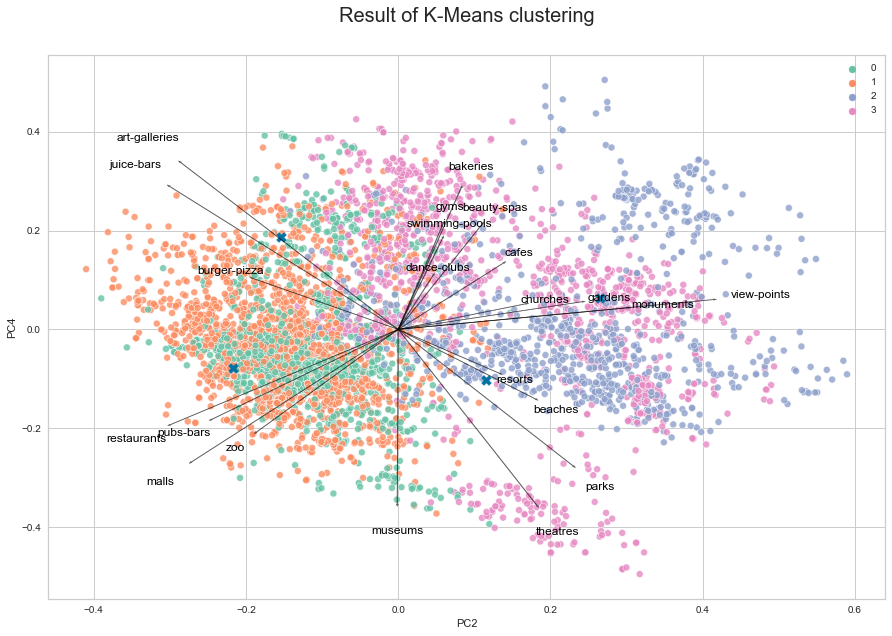 Result of K-Means clustering
0
1
2
3
art-galleries
juice-bars
bakeries
gyms
beauty-spas
swimming-pools
cafes
burger-pizza
dance-clubs
churches
gardens
monuments
view-points
resorts
beaches
restaurants
pubs-bars
zoo
malls
parks
museums
theatres
0.4
0.2
0.0
−0.2
−0.4
PC4
−0.4
−0.2
0.0
0.2
0.4
0.6
PC2